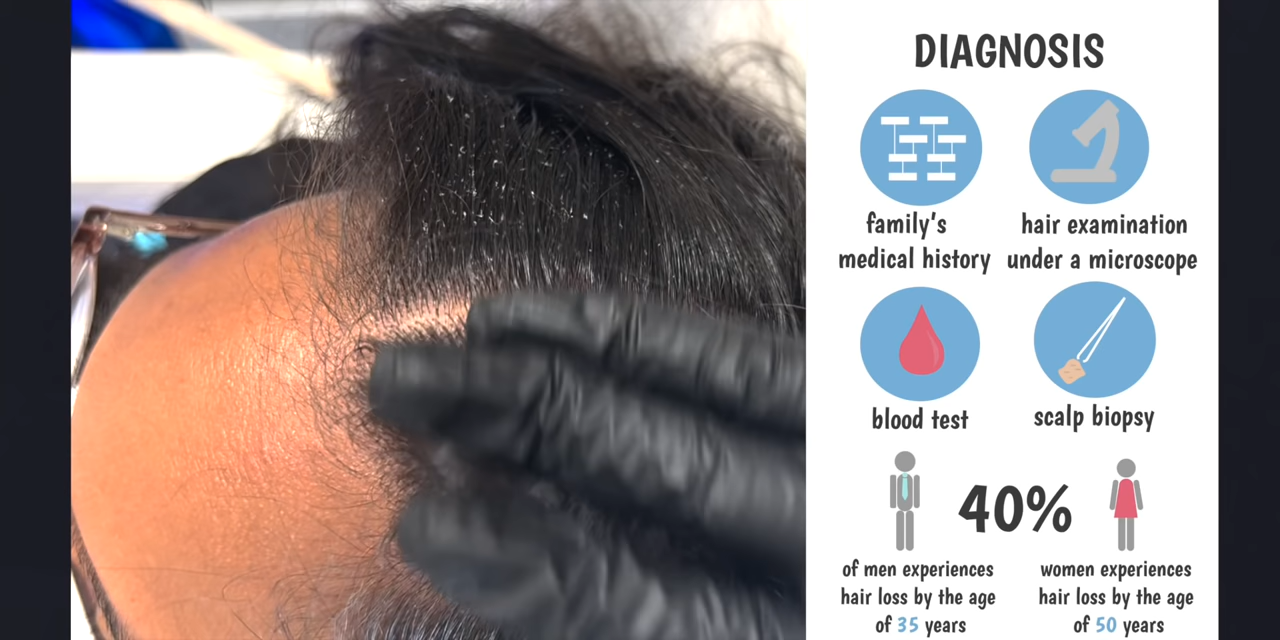 DIAGNOSIS
family's
medical history
hair examination
under a microscope
blood test
scalp biopsy
40%
of men experiences
hair loss by the age
of 35 years
women experiences
hair loss by the age
of 50 years